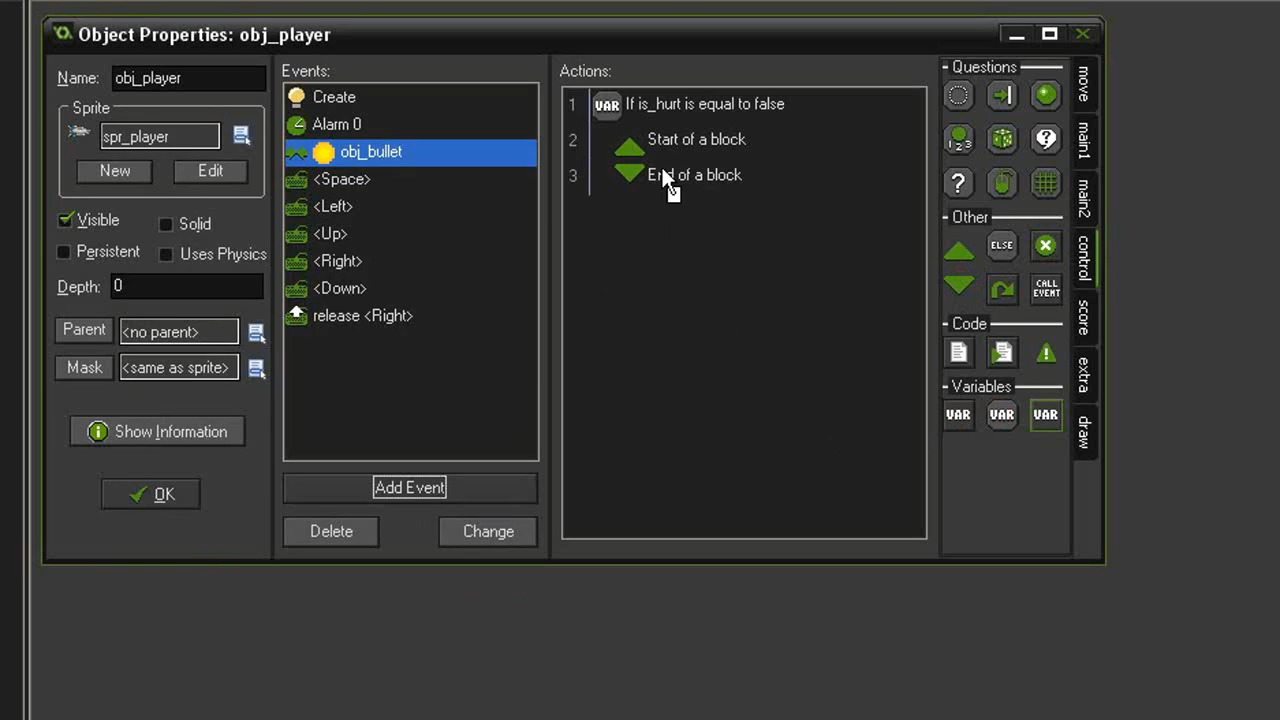 Object Properties: obj_player
Name: obj_player
Sprite
spr_player
New Edit
Visible Solid
Persistent Uses Physics
Depth: 0
Parent <no parent>
Mask <same as sprite>
Show Information
OK
Events:
Create
Alarm 0
obj_bullet
<Space>
<Left>
<Up>
<Right>
<Down>
release <Right>
Add Event
Delete Change
Actions:
1 VAR If is_hurt is equal to false
2 Start of a block
3 End of a block
Questions
1 2 3 ?
?
Other
ELSE
CALL
EVENT
Code
Variables
VAR VAR VAR
move
main1
main2
control
score
extra
draw